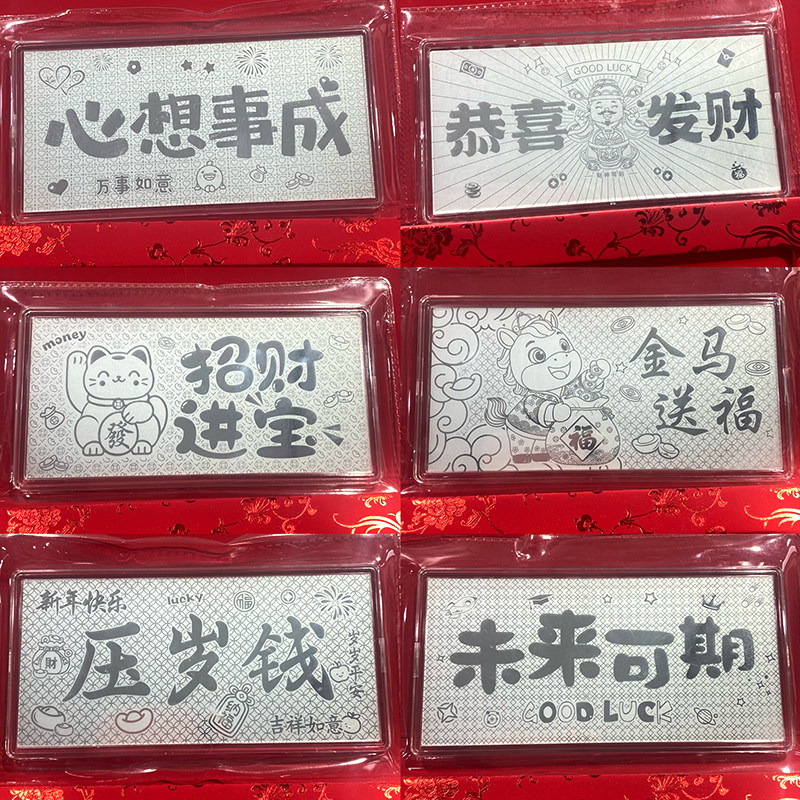 心想事成
万事如意
GOOD LUCK
恭喜发财
福
money
招财
进宝
發
金马
送福
福
新年快乐
lucky
福
压岁钱
财
岁岁平安
吉祥如意
未来可期
GOOD LUCK